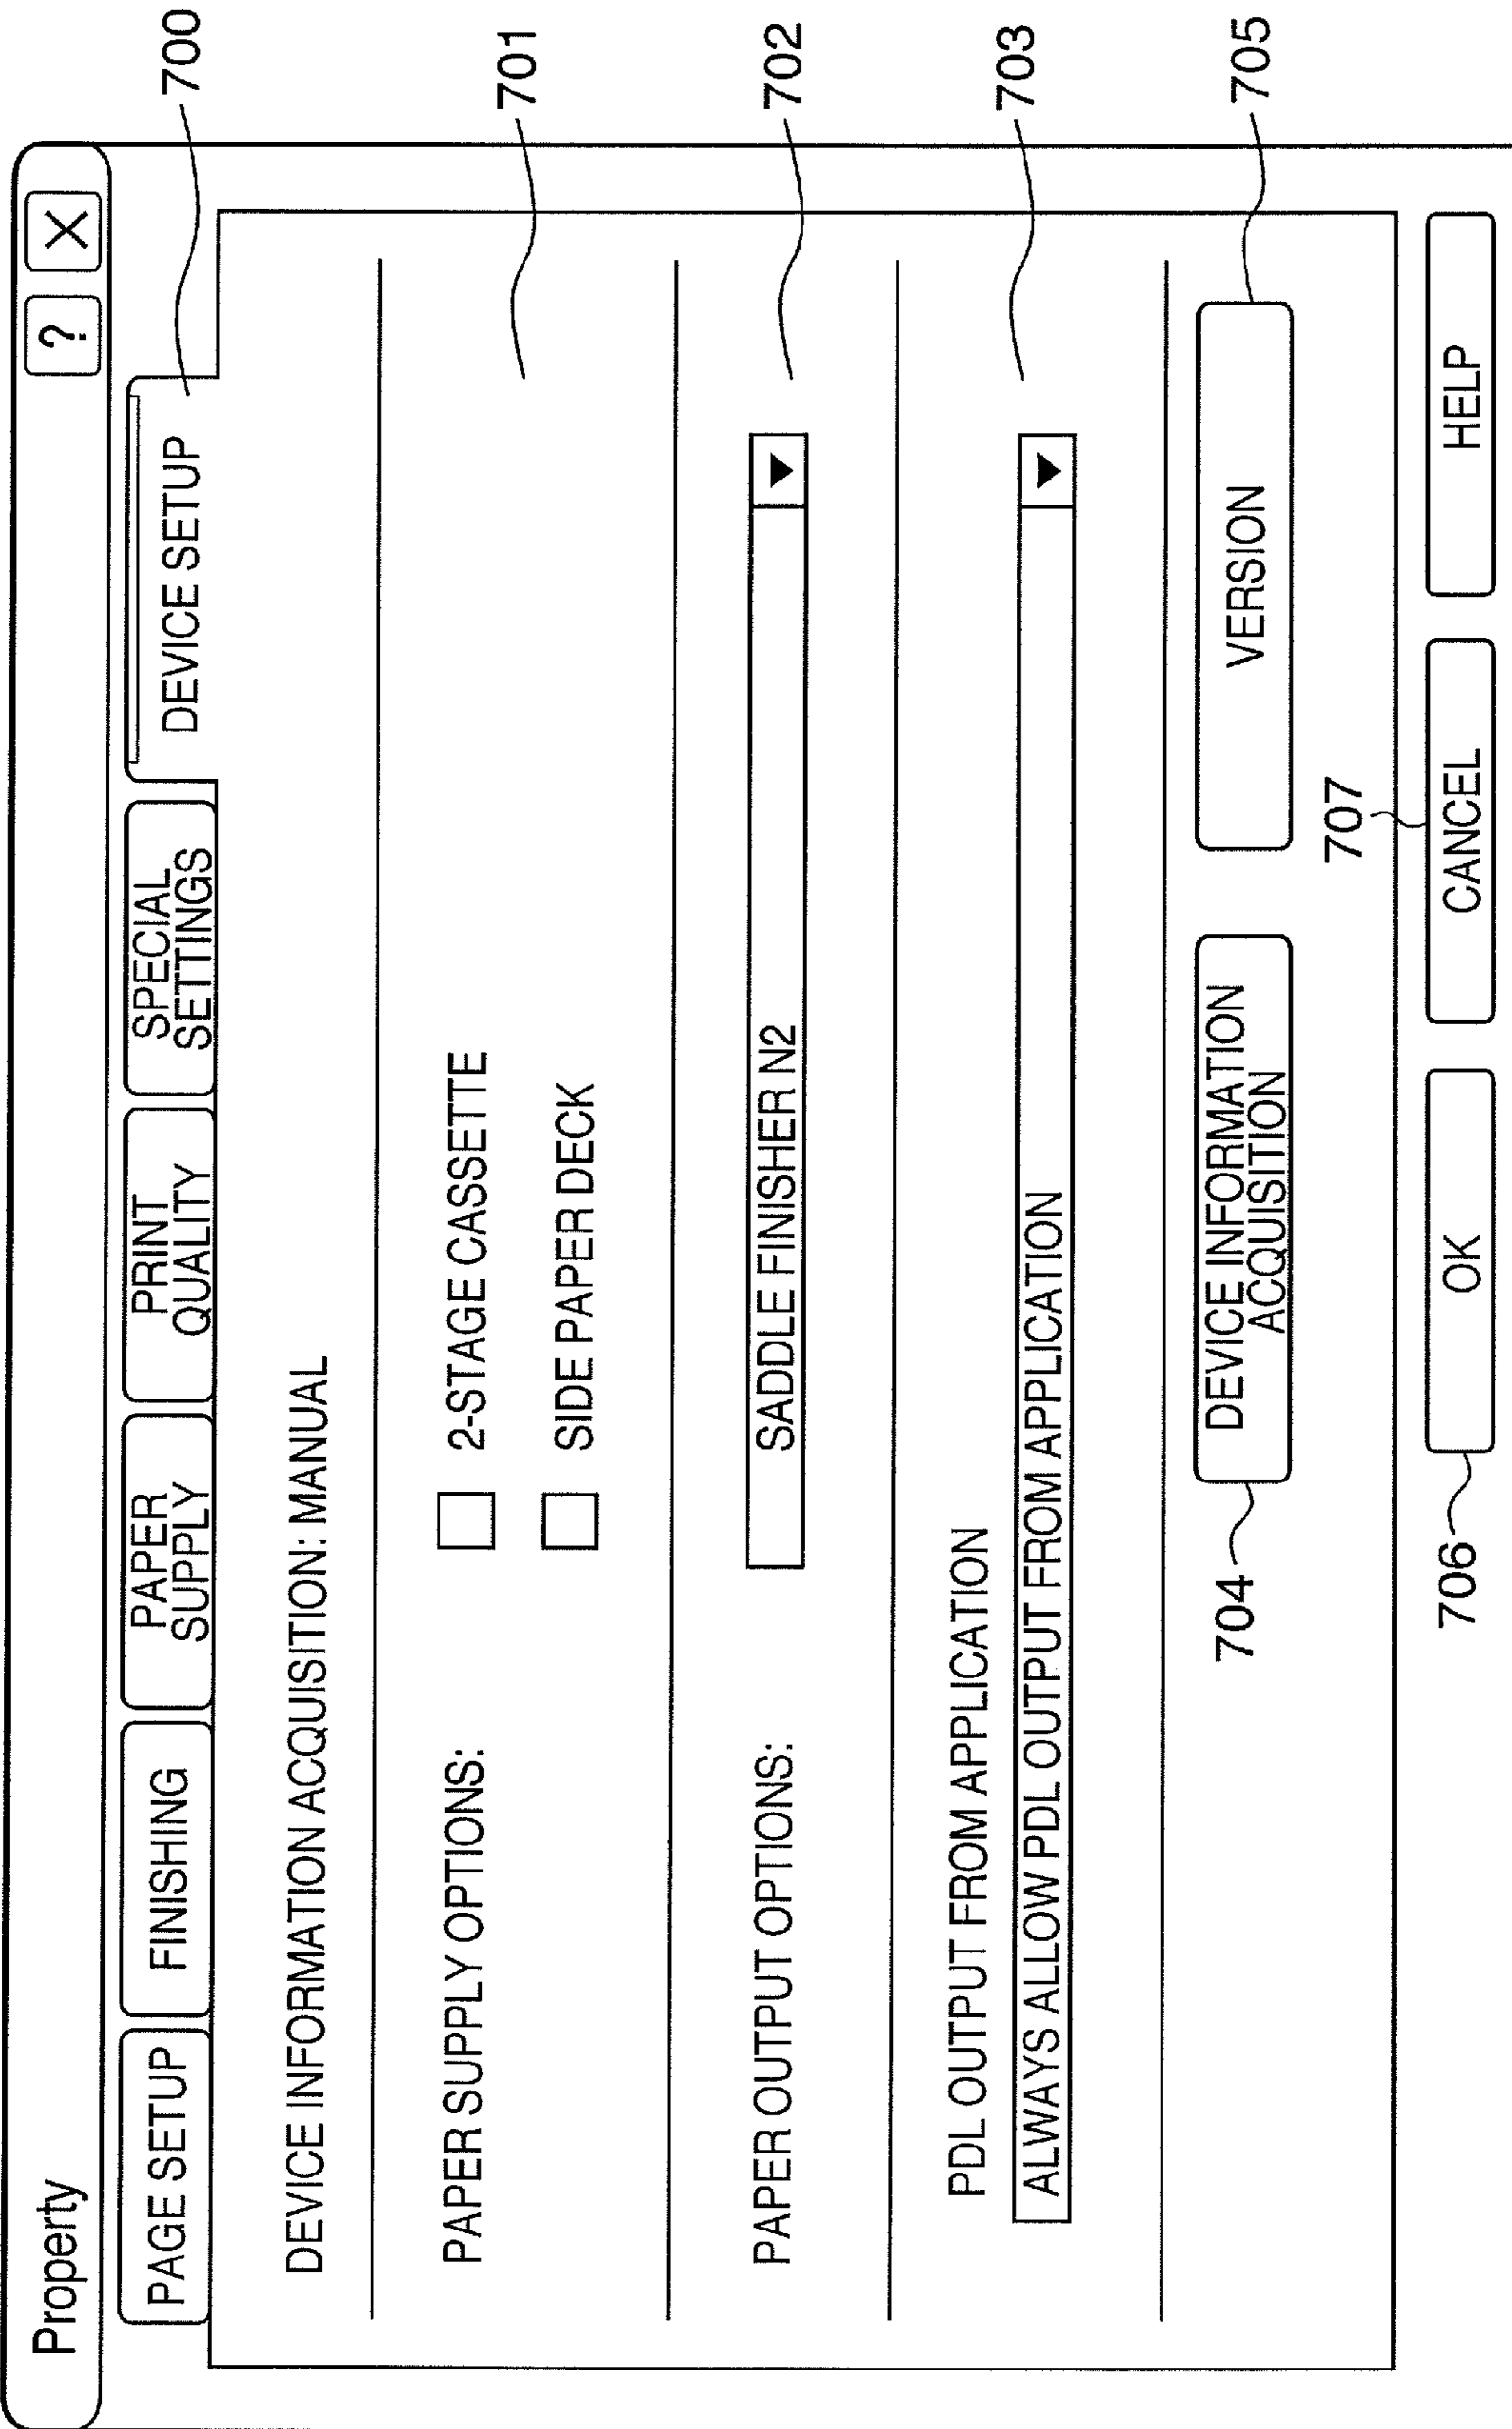 Property
?
X
PAGE SETUP
FINISHING
PAPER
SUPPLY
PRINT
QUALITY
SPECIAL
SETTINGS
DEVICE SETUP
700
DEVICE INFORMATION ACQUISITION: MANUAL
PAPER SUPPLY OPTIONS:
2-STAGE CASSETTE
SIDE PAPER DECK
701
PAPER OUTPUT OPTIONS:
SADDLE FINISHER N2
702
PDL OUTPUT FROM APPLICATION
ALWAYS ALLOW PDL OUTPUT FROM APPLICATION
703
704
DEVICE INFORMATION
ACQUISITION
VERSION
705
707
706
OK
CANCEL
HELP